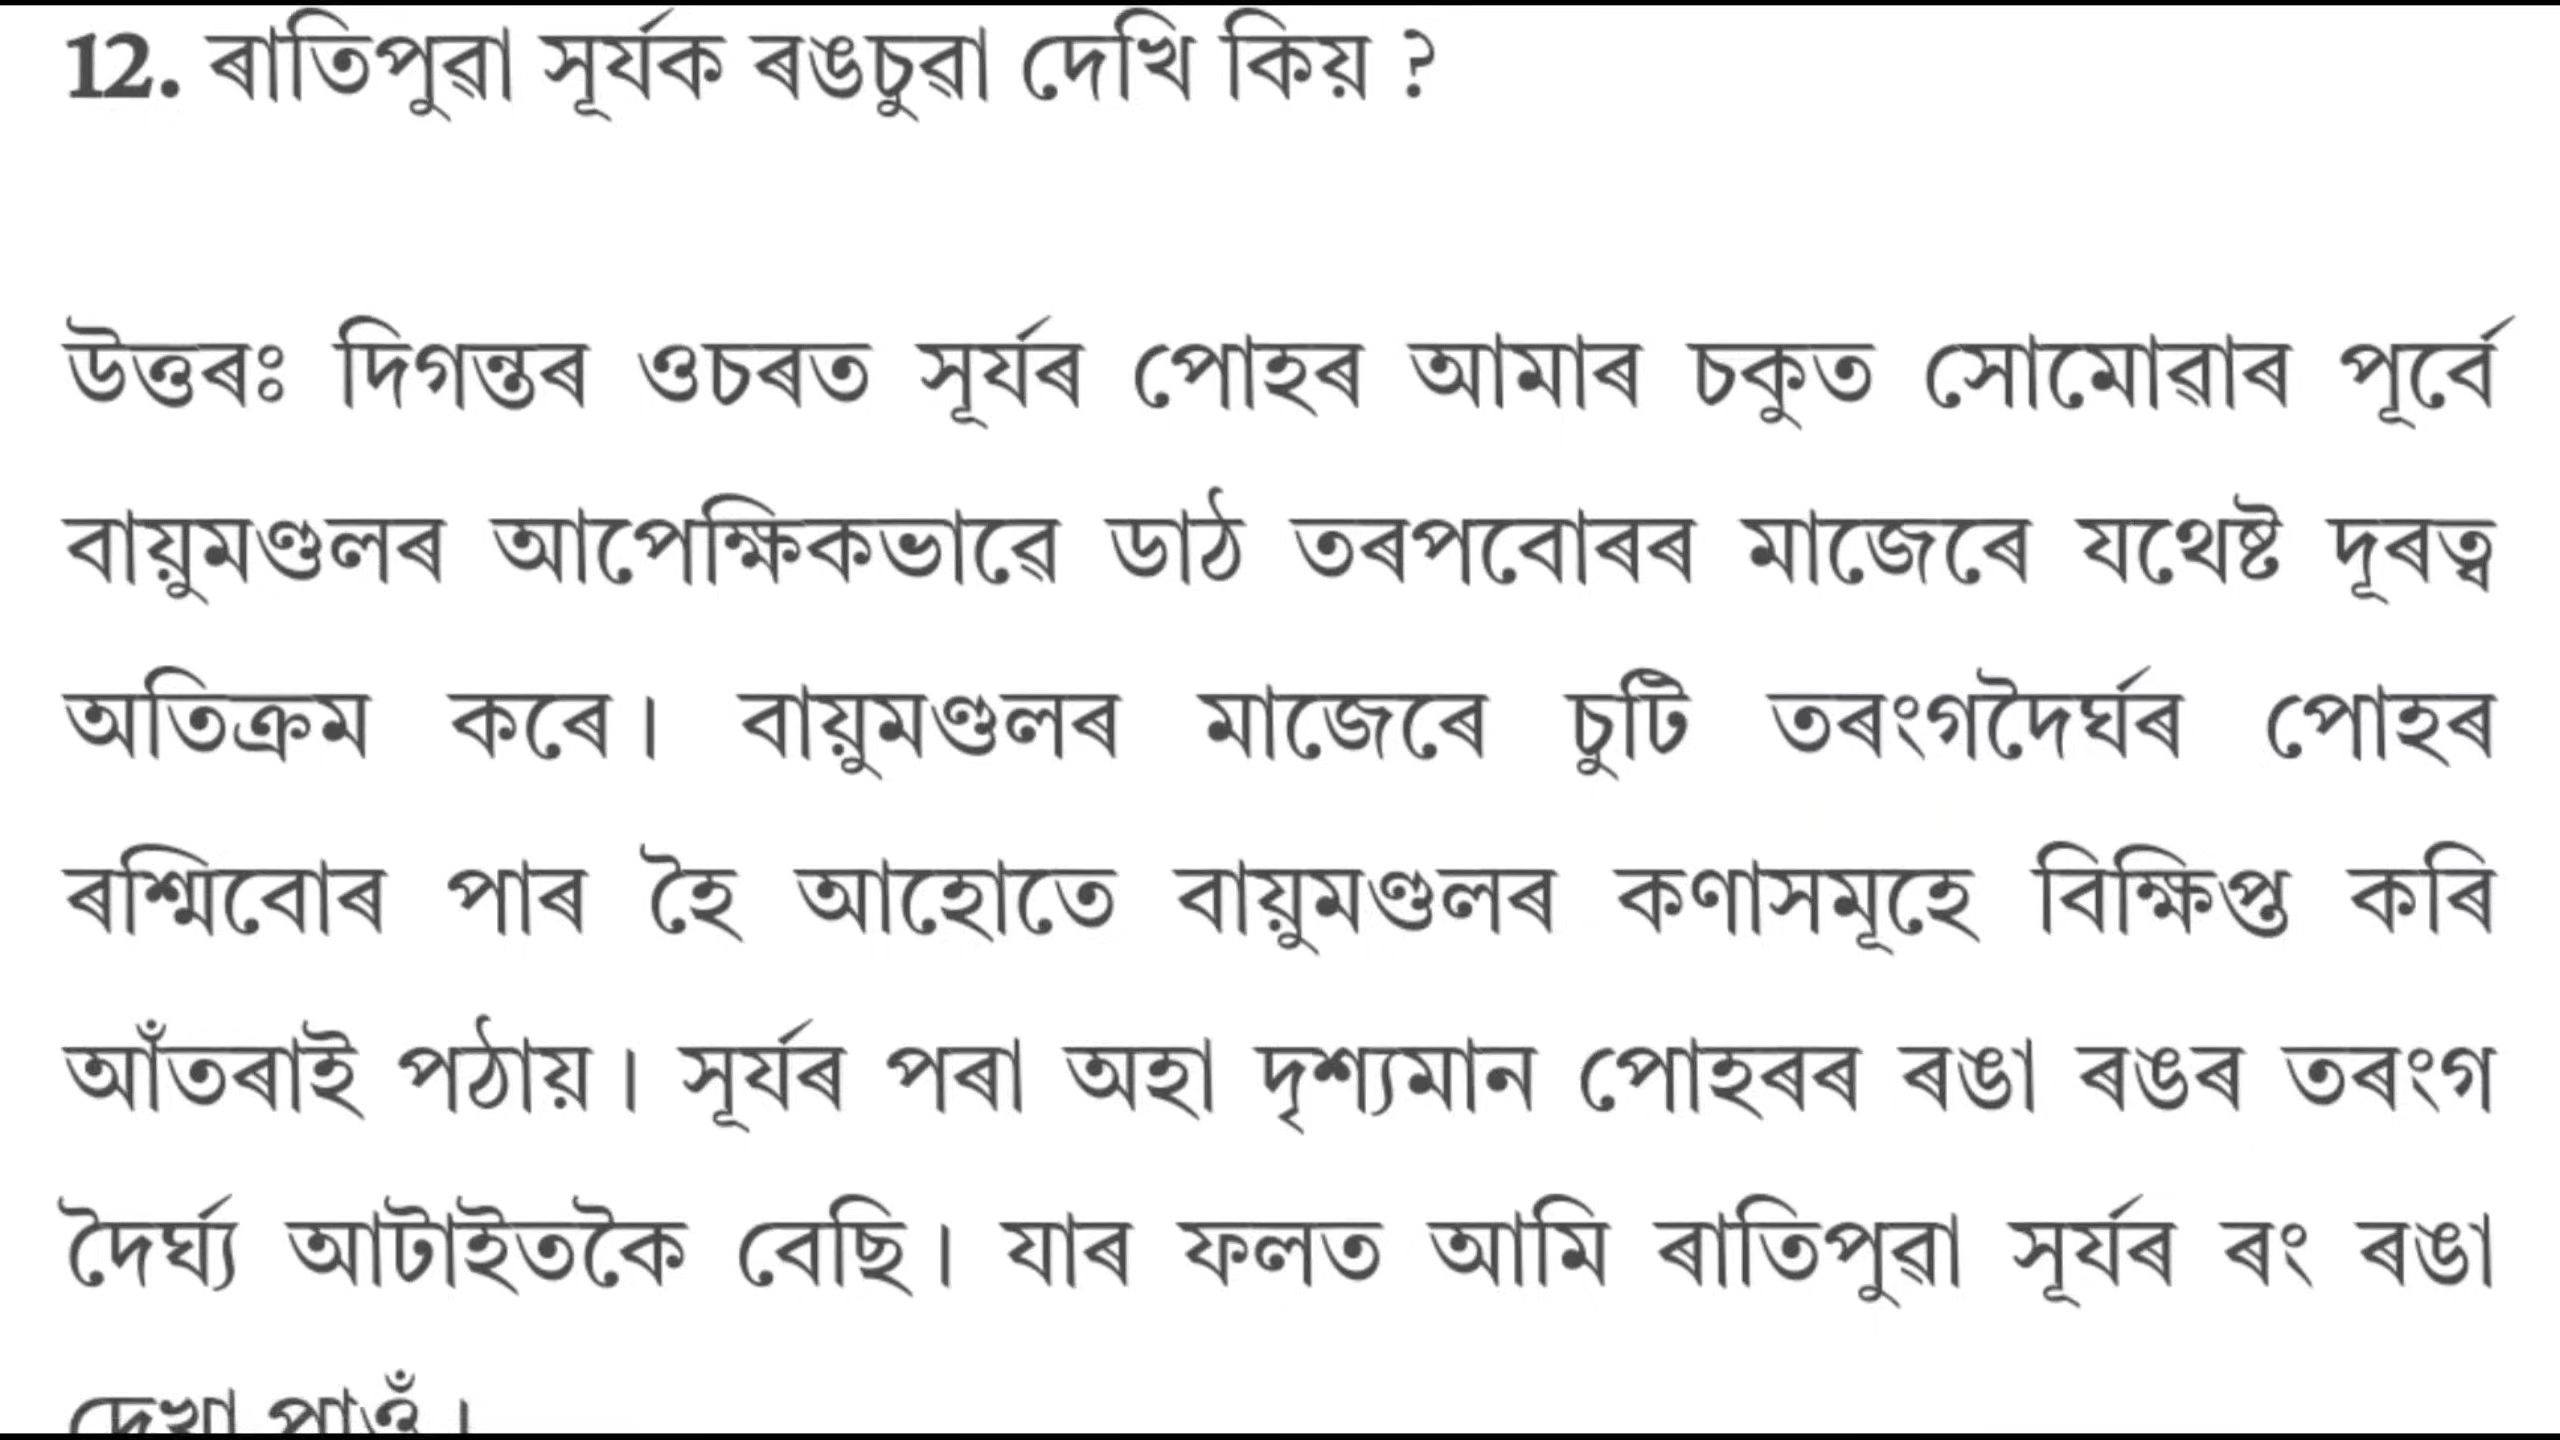 12. ৰাতিপুৱা সূৰ্যক ৰঙচুৱা দেখি কিয় ?
উত্তৰঃ দিগন্তৰ ওচৰত সূৰ্যৰ পোহৰ আমাৰ চকুত সোমোৱাৰ পূৰ্বে
বায়ুমণ্ডলৰ আপেক্ষিকভাৱে ডাঠ তৰপবোৰৰ মাজেৰে যথেষ্ট দূৰত্ব
অতিক্ৰম কৰে। বায়ুমণ্ডলৰ মাজেৰে চুটি তৰংগদৈৰ্ঘৰ পোহৰ
ৰশ্মিবোৰ পাৰ হৈ আহোতে বায়ুমণ্ডলৰ কণাসমূহে বিক্ষিপ্ত কৰি
আঁতৰাই পঠায়। সূৰ্যৰ পৰা অহা দৃশ্যমান পোহৰৰ ৰঙা ৰঙৰ তৰংগ
দৈৰ্ঘ্য আটাইতকৈ বেছি। যাৰ ফলত আমি ৰাতিপুৱা সূৰ্যৰ ৰং ৰঙা
দেখা পাওঁ।